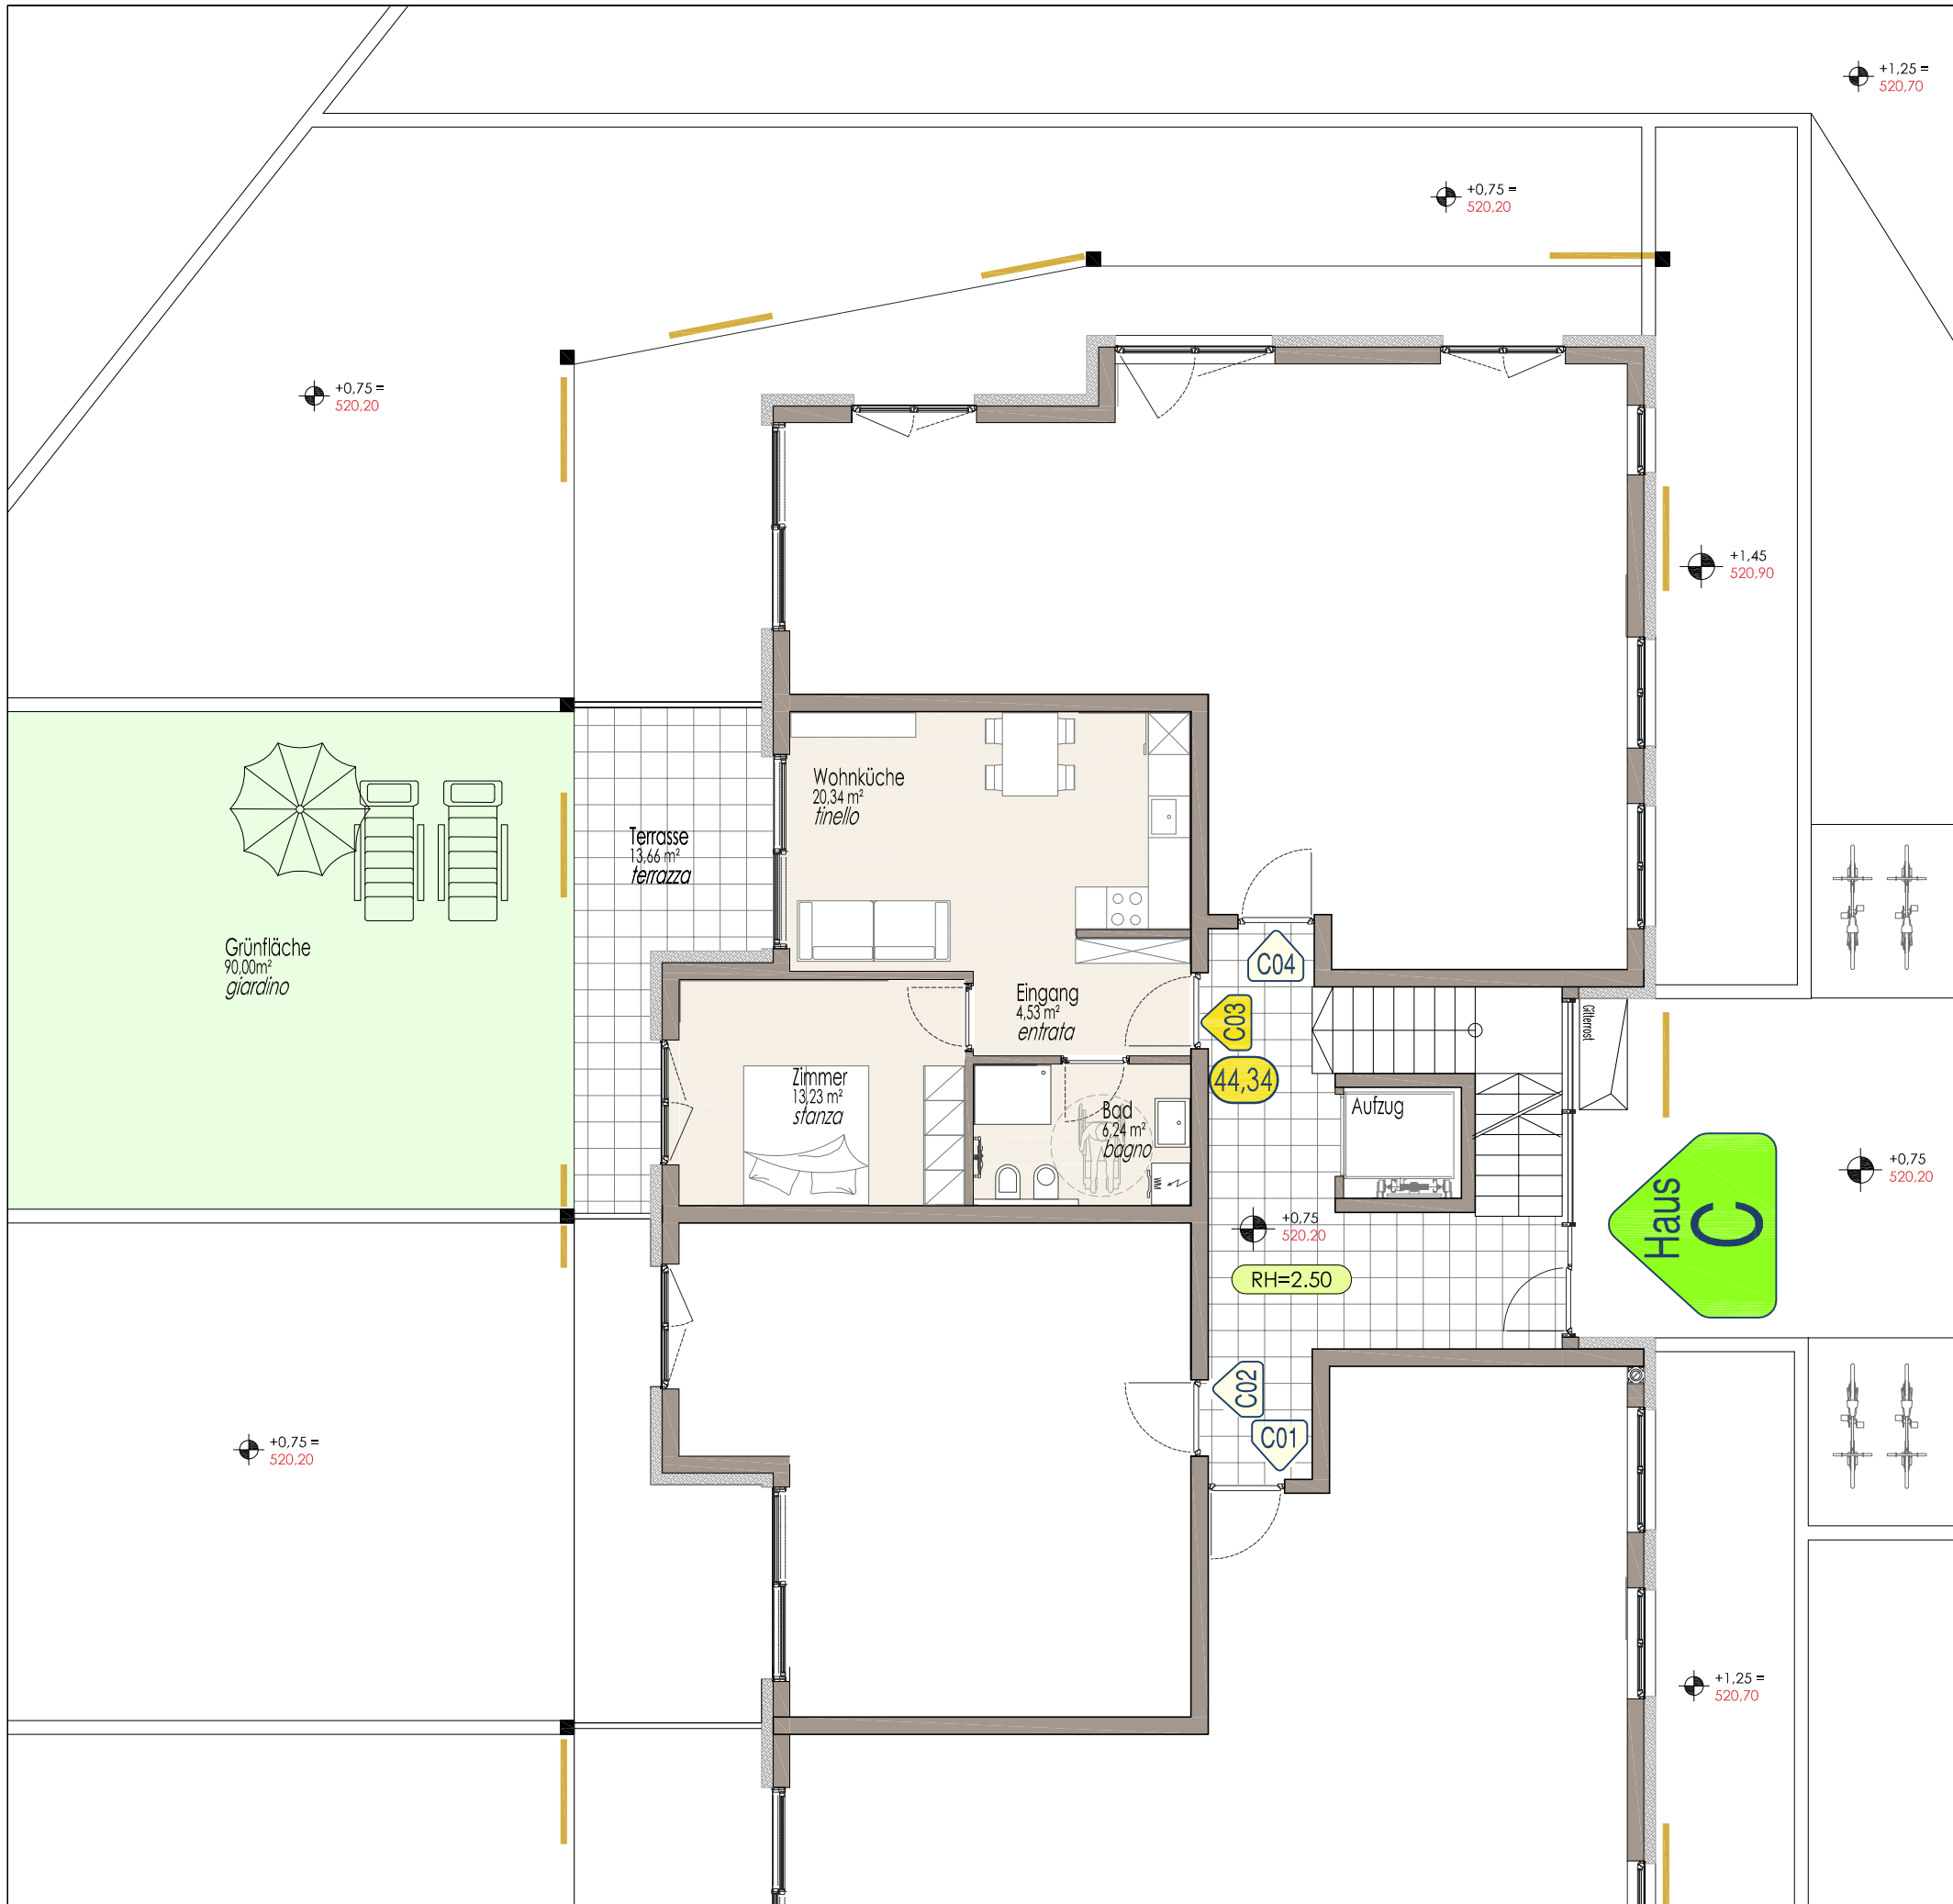 +1,25 =
520,70
+0,75 =
520,20
+0,75 =
520,20
+1,45
520,90
Wohnküche
20,34 m²
tinello
Terrasse
13,66 m²
terrazza
Grünfläche
90,00m²
giardino
C04
Eingang
4,53 m²
entrata
C03
Gitterrost
44,34
Zimmer
13,23 m²
stanza
Bad
6,24 m²
bagno
WM
Aufzug
+0,75
520,20
Haus
C
+0,75
520,20
RH=2.50
C02
C01
+0,75 =
520,20
+1,25 =
520,70